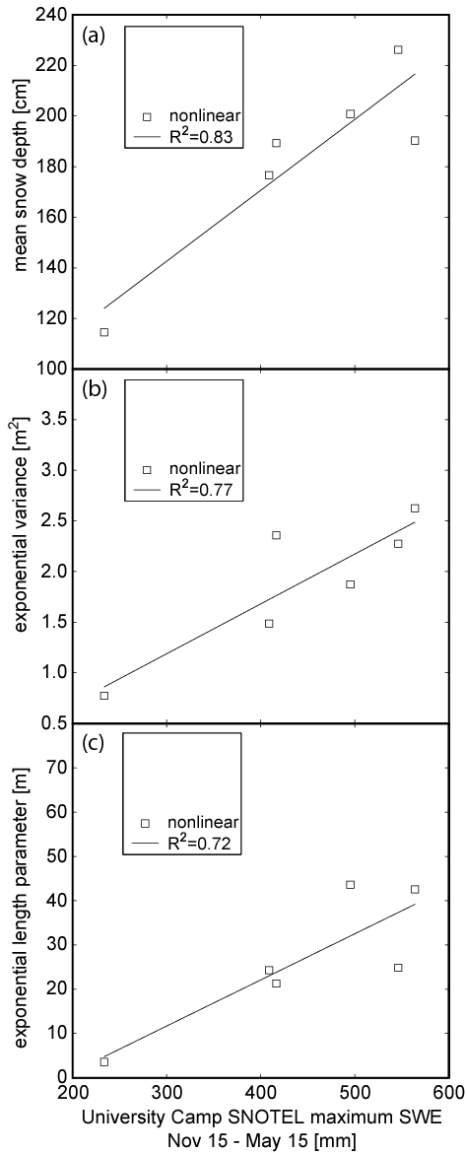 (a)
240
220
200
180
160
140
120
100
mean snow depth [cm]
nonlinear
R²=0.83
(b)
3.5
3.0
2.5
2.0
1.5
1.0
0.5
exponential variance [m²]
nonlinear
R²=0.77
(c)
70
60
50
40
30
20
10
0
exponential length parameter [m]
nonlinear
R²=0.72
200 300 400 500 600
University Camp SNOTEL maximum SWE
Nov 15 - May 15 [mm]